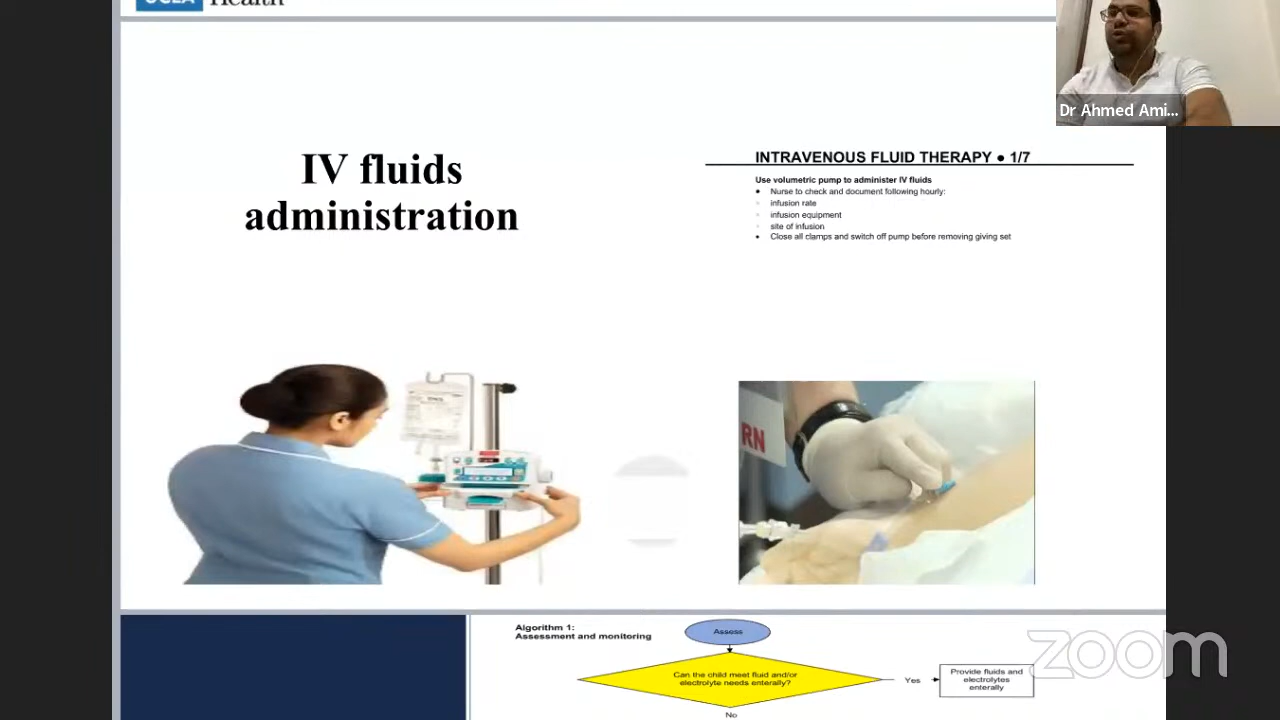 UCLA Health
Dr Ahmed Ami...
IV fluids
administration
INTRAVENOUS FLUID THERAPY ● 1/7
Use volumetric pump to administer IV fluids
● Nurse to check and document following hourly:
infusion rate
infusion equipment
site of infusion
● Close all clamps and switch off pump before removing giving set
RN
Algorithm 1:
Assessment and monitoring
Assess
Can the child meet fluid and/or
electrolyte needs enterally?
Yes
Provide fluids and
electrolytes
enterally
No
zoom